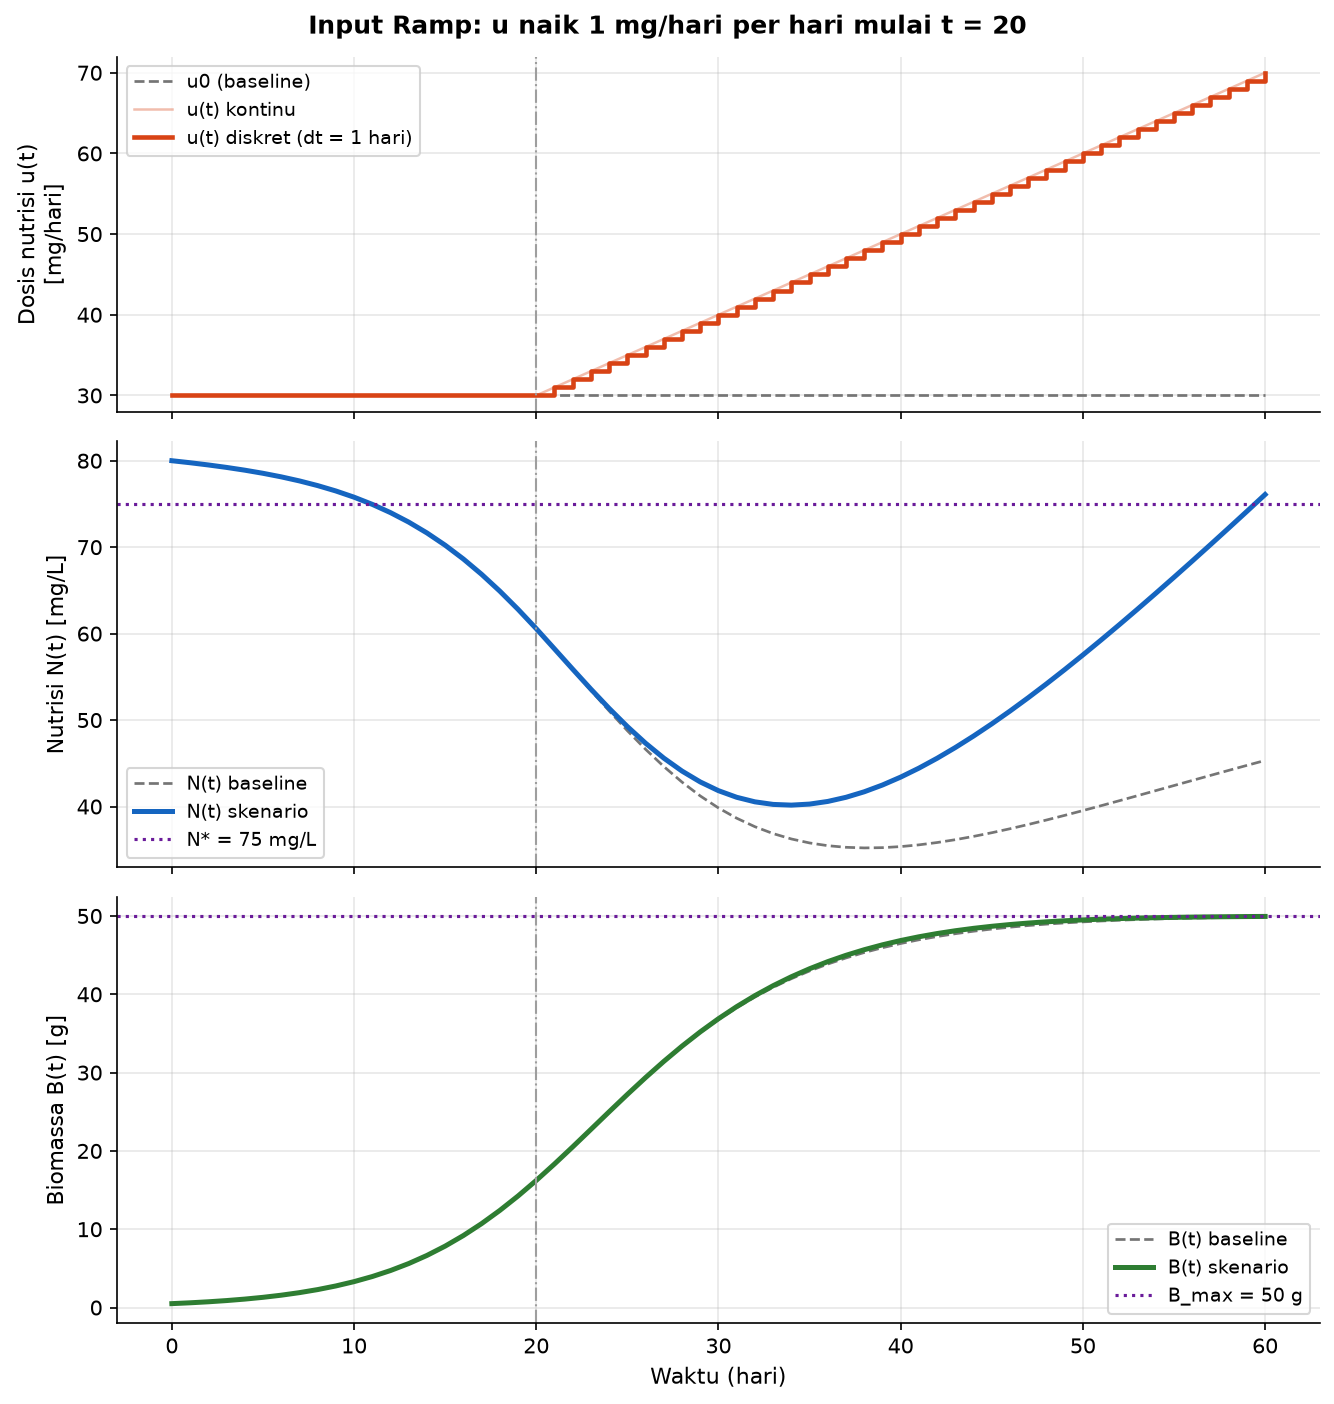 Input Ramp: u naik 1 mg/hari per hari mulai t = 20
Dosis nutrisi u(t)
[mg/hari]
70
60
50
40
30
u0 (baseline)
u(t) kontinu
u(t) diskret (dt = 1 hari)
Nutrisi N(t) [mg/L]
80
70
60
50
40
N(t) baseline
N(t) skenario
N* = 75 mg/L
Biomassa B(t) [g]
50
40
30
20
10
0
B(t) baseline
B(t) skenario
B_max = 50 g
0 10 20 30 40 50 60
Waktu (hari)